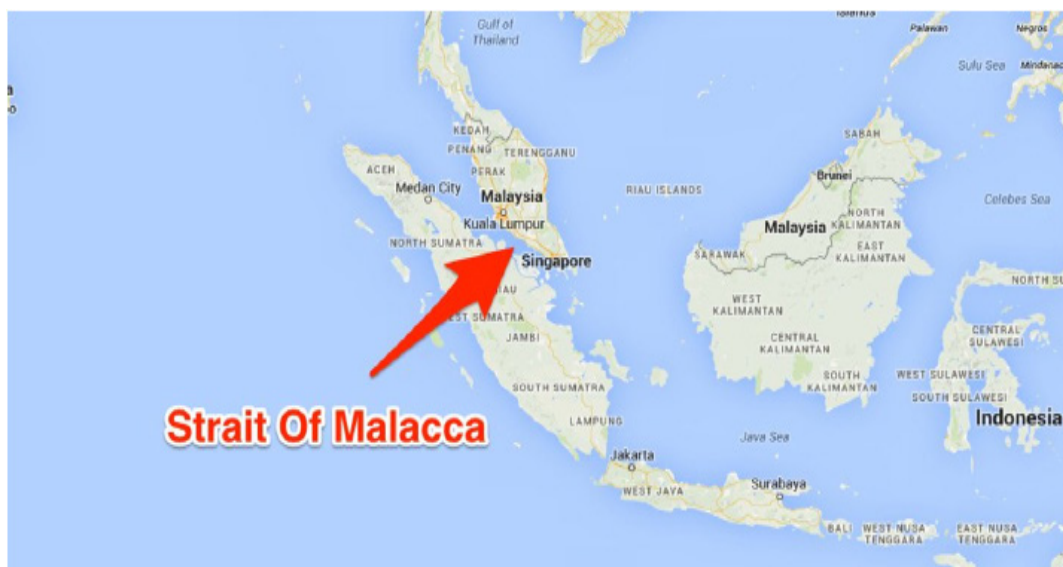 Gulf of
Thailand
Palawan
Negros
Sulu Sea
Mindanao
KEDAH
PENANG
TERENGGANU
PERAK
ACEH
Medan City
Malaysia
Kuala Lumpur
NORTH SUMATRA
Singapore
RIAU ISLANDS
SABAH
Brunei
Malaysia
NORTH
KALIMANTAN
EAST
KALIMANTAN
SARAWAK
Celebes Sea
RIAU
WEST SUMATRA
JAMBI
WEST
KALIMANTAN
CENTRAL
KALIMANTAN
NORTH SU
CENTRAL
SULAWESI
SOUTH SUMATRA
SOUTH
KALIMANTAN
WEST SULAWESI
SOUTH SULAWESI
Strait Of Malacca
LAMPUNG
Java Sea
Indonesia
Jakarta
WEST JAVA
Surabaya
BALI
WEST NUSA
TENGGARA
EAST NUSA
TENGGARA